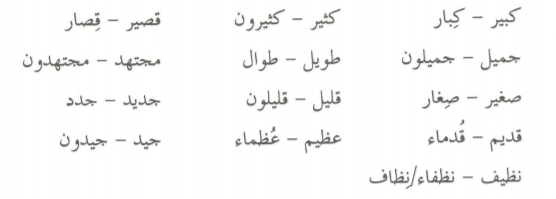 كبير – كِبار كثير – كثيرون قصير – قِصار
جميل – جميلون طويل – طوال مجتهد – مجتهدون
صغير – صِغار قليل – قليلون جديد – جدد
قديم – قُدماء عظيم – عُظماء جيد – جيدون
نظيف – نظفاء/نِظاف